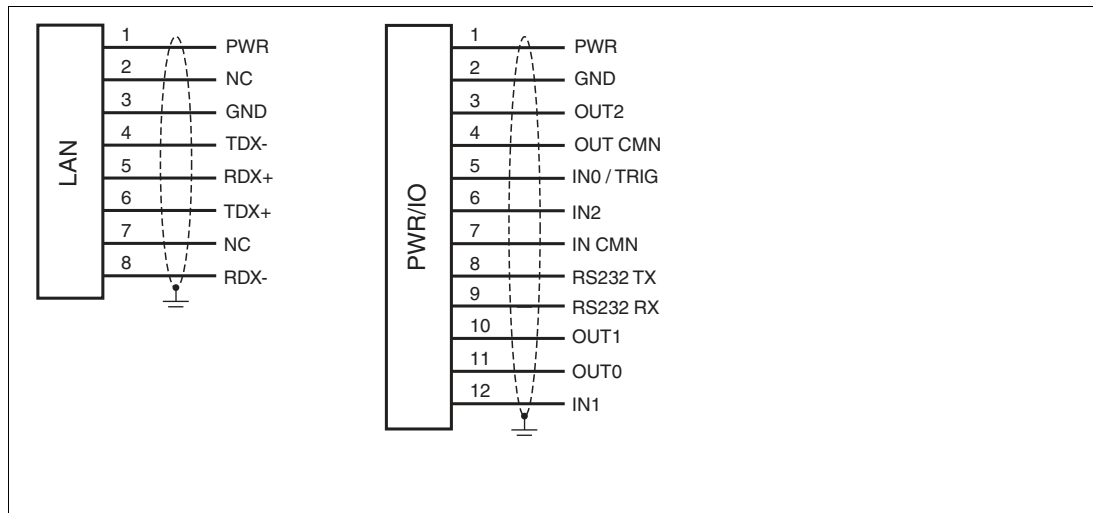 LAN
1 PWR
2 NC
3 GND
4 TDX-
5 RDX+
6 TDX+
7 NC
8 RDX-
PWR/IO
1 PWR
2 GND
3 OUT2
4 OUT CMN
5 IN0 / TRIG
6 IN2
7 IN CMN
8 RS232 TX
9 RS232 RX
10 OUT1
11 OUT0
12 IN1